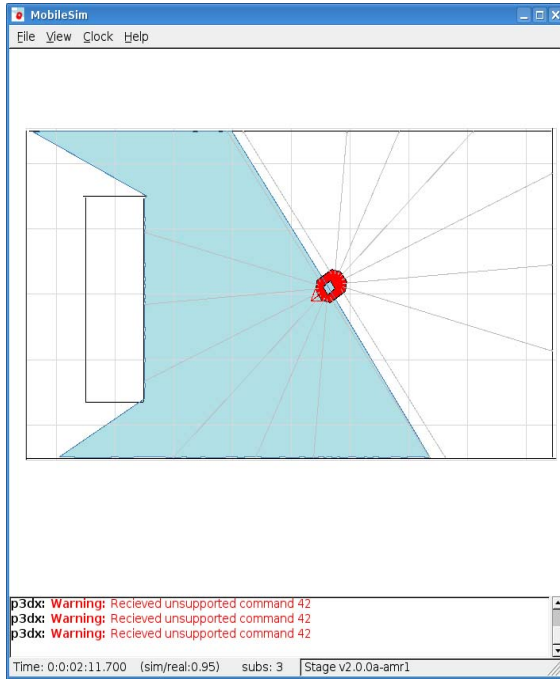 MobileSim
File View Clock Help
p3dx: Warning: Recieved unsupported command 42
p3dx: Warning: Recieved unsupported command 42
p3dx: Warning: Recieved unsupported command 42
Time: 0:0:02:11.700 (sim/real:0.95) subs: 3 Stage v2.0.0a-amr1